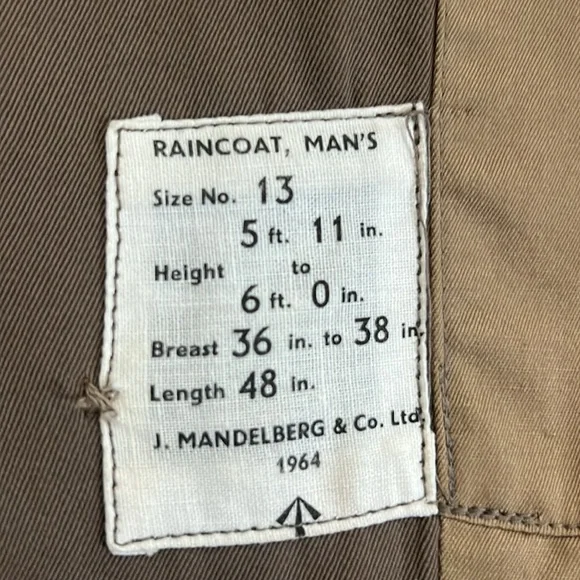 RAINCOAT, MAN'S
Size No. 13
5 ft. 11 in.
Height to
6 ft. 0 in.
Breast 36 in. to 38 in.
Length 48 in.
J. MANDELBERG & Co. Ltd.
1964